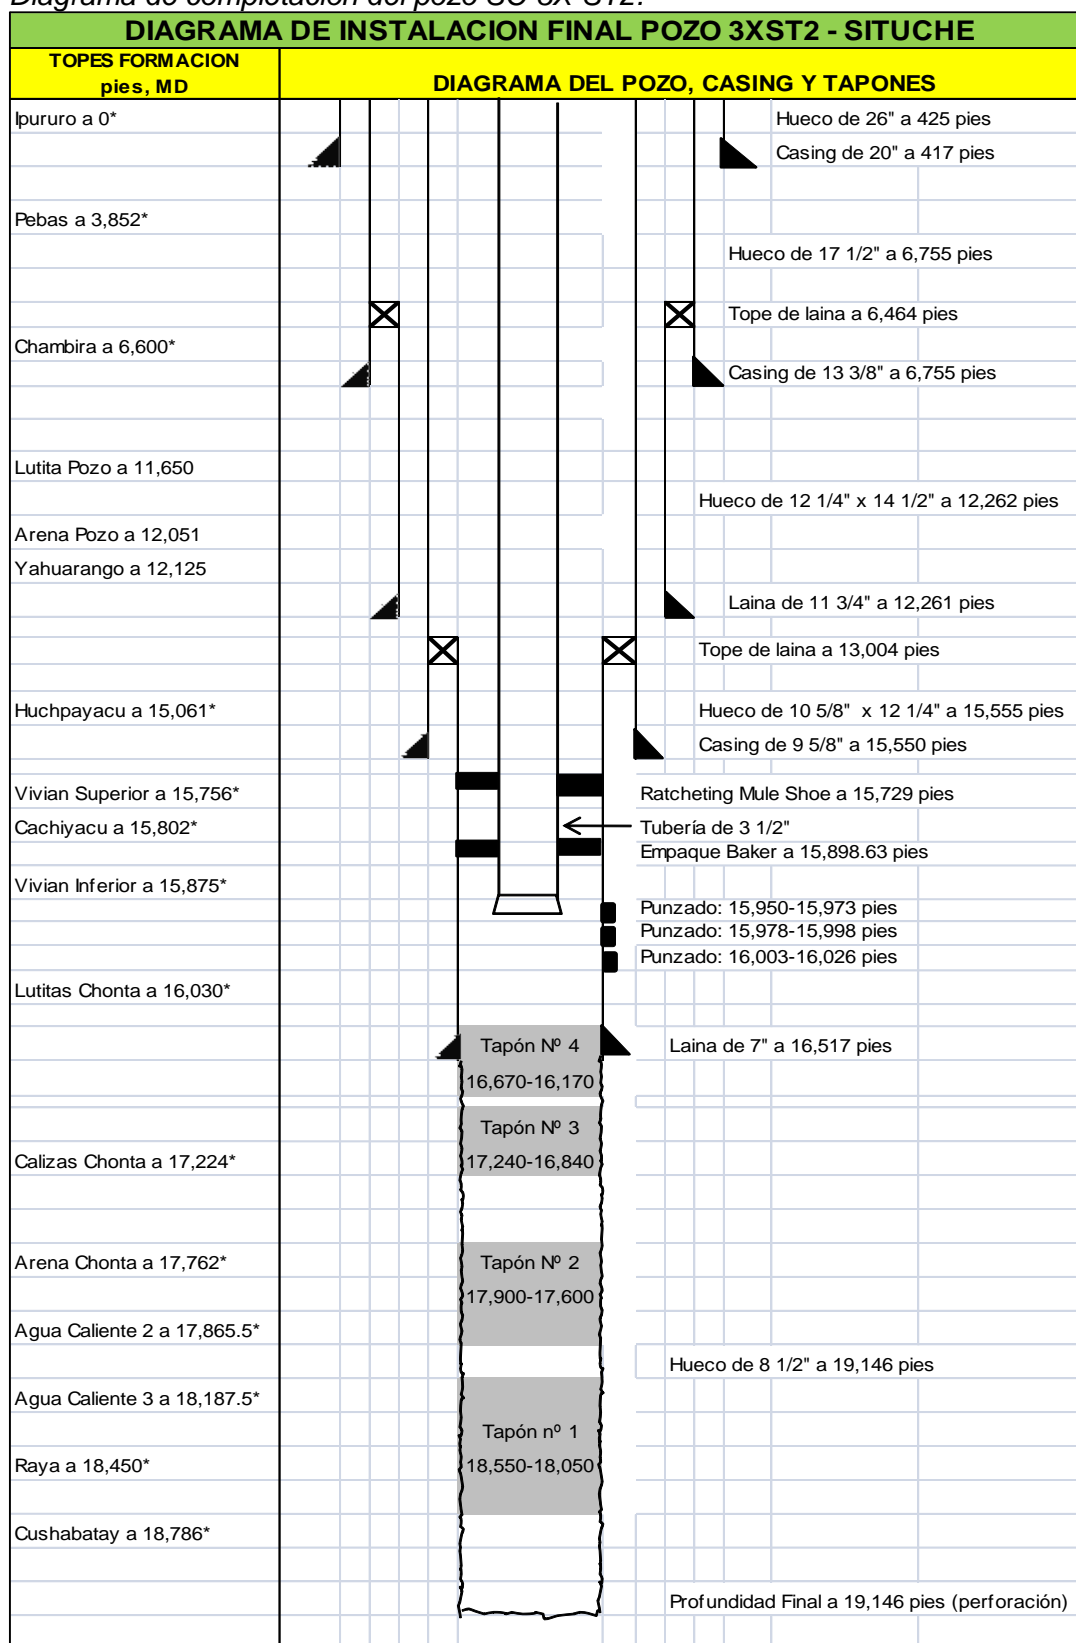 Diagrama de completación del pozo SC-3X-ST2:
DIAGRAMA DE INSTALACION FINAL POZO 3XST2 - SITUCHE
TOPES FORMACION
pies, MD
DIAGRAMA DEL POZO, CASING Y TAPONES
Ipururo a 0*
Hueco de 26" a 425 pies
Casing de 20" a 417 pies
Pebas a 3,852*
Hueco de 17 1/2" a 6,755 pies
Tope de laina a 6,464 pies
Chambira a 6,600*
Casing de 13 3/8" a 6,755 pies
Lutita Pozo a 11,650
Hueco de 12 1/4" x 14 1/2" a 12,262 pies
Arena Pozo a 12,051
Yahuarango a 12,125
Laina de 11 3/4" a 12,261 pies
Tope de laina a 13,004 pies
Huchpayacu a 15,061*
Hueco de 10 5/8" x 12 1/4" a 15,555 pies
Casing de 9 5/8" a 15,550 pies
Vivian Superior a 15,756*
Ratcheting Mule Shoe a 15,729 pies
Cachiyacu a 15,802*
Tubería de 3 1/2"
Empaque Baker a 15,898.63 pies
Vivian Inferior a 15,875*
Punzado: 15,950-15,973 pies
Punzado: 15,978-15,998 pies
Punzado: 16,003-16,026 pies
Lutitas Chonta a 16,030*
Tapón Nº 4
Laina de 7" a 16,517 pies
16,670-16,170
Tapón Nº 3
Calizas Chonta a 17,224*
17,240-16,840
Arena Chonta a 17,762*
Tapón Nº 2
17,900-17,600
Agua Caliente 2 a 17,865.5*
Hueco de 8 1/2" a 19,146 pies
Agua Caliente 3 a 18,187.5*
Tapón nº 1
Raya a 18,450*
18,550-18,050
Cushabatay a 18,786*
Profundidad Final a 19,146 pies (perforación)